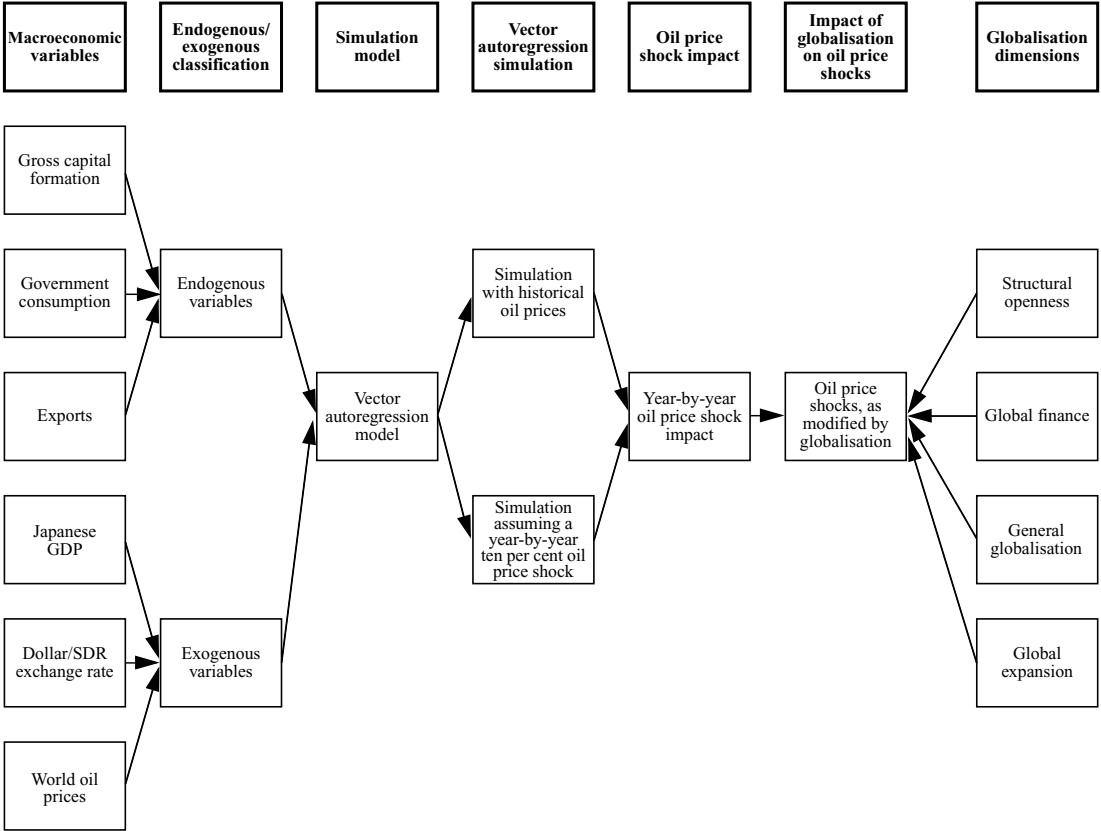 Macroeconomic
variables
Endogenous/
exogenous
classification
Simulation
model
Vector
autoregression
simulation
Oil price
shock impact
Impact of
globalisation
on oil price
shocks
Globalisation
dimensions
Gross capital
formation
Government
consumption
Exports
Japanese
GDP
Dollar/SDR
exchange rate
World oil
prices
Endogenous
variables
Exogenous
variables
Vector
autoregression
model
Simulation
with historical
oil prices
Simulation
assuming a
year-by-year
ten per cent oil
price shock
Year-by-year
oil price shock
impact
Oil price
shocks, as
modified by
globalisation
Structural
openness
Global finance
General
globalisation
Global
expansion